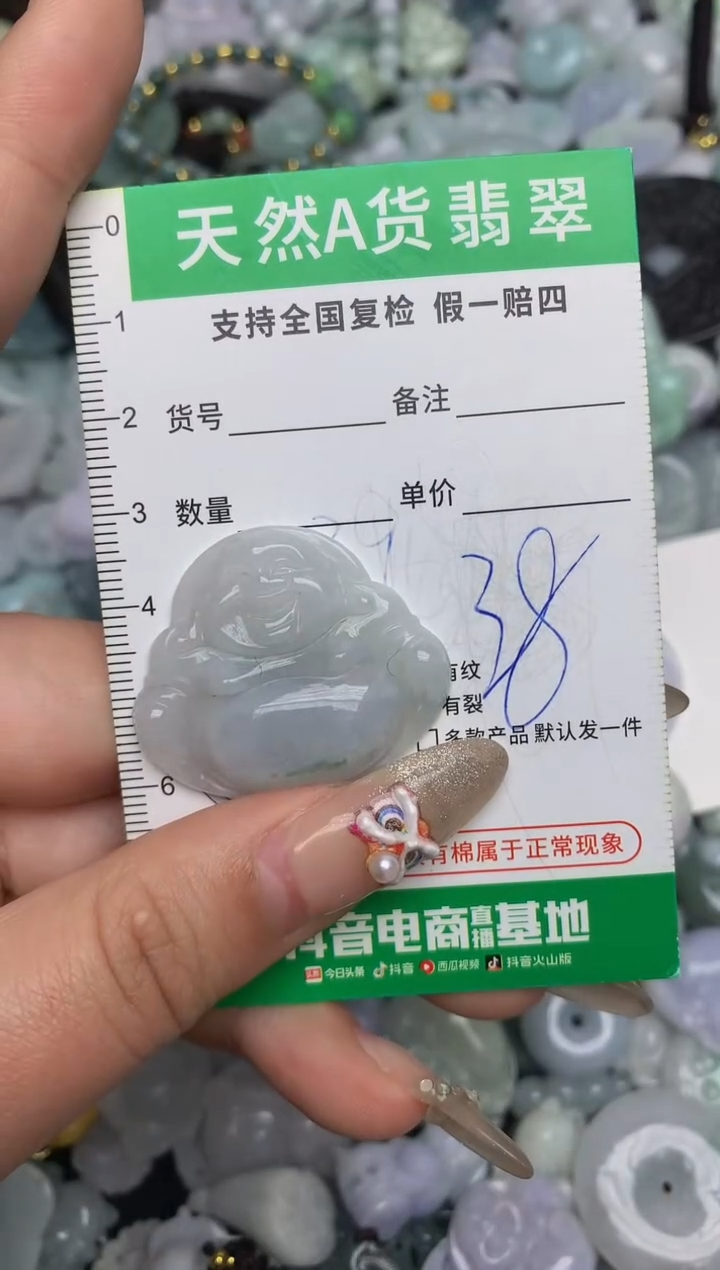 天然A货翡翠
支持全国复检 假一赔四
0
1
2
货号 备注
3
数量 单价
38
4
有纹
有裂
多款产品 默认发一件
6
有棉属于正常现象
抖音电商直播基地
头条 今日头条 抖音 西瓜视频 抖音火山版